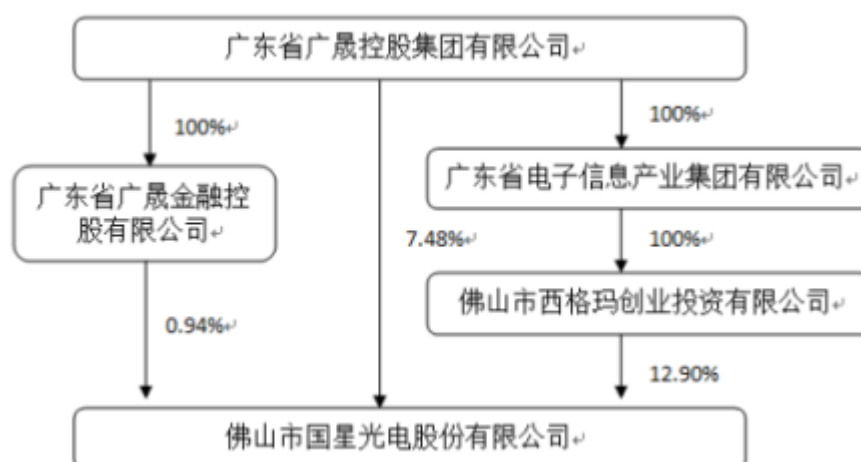 广东省广晟控股集团有限公司
100%
100%
广东省广晟金融控
股有限公司
广东省电子信息产业集团有限公司
7.48%
100%
佛山市西格玛创业投资有限公司
0.94%
12.90%
佛山市国星光电股份有限公司